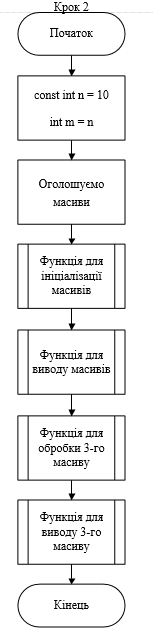 Крок 2
Початок
const int n = 10
int m = n
Оголошуємо
масиви
Функція для
ініціалізації
масивів
Функція для
виводу масивів
Функція для
обробки 3-го
масиву
Функція для
виводу 3-го
масиву
Кінець